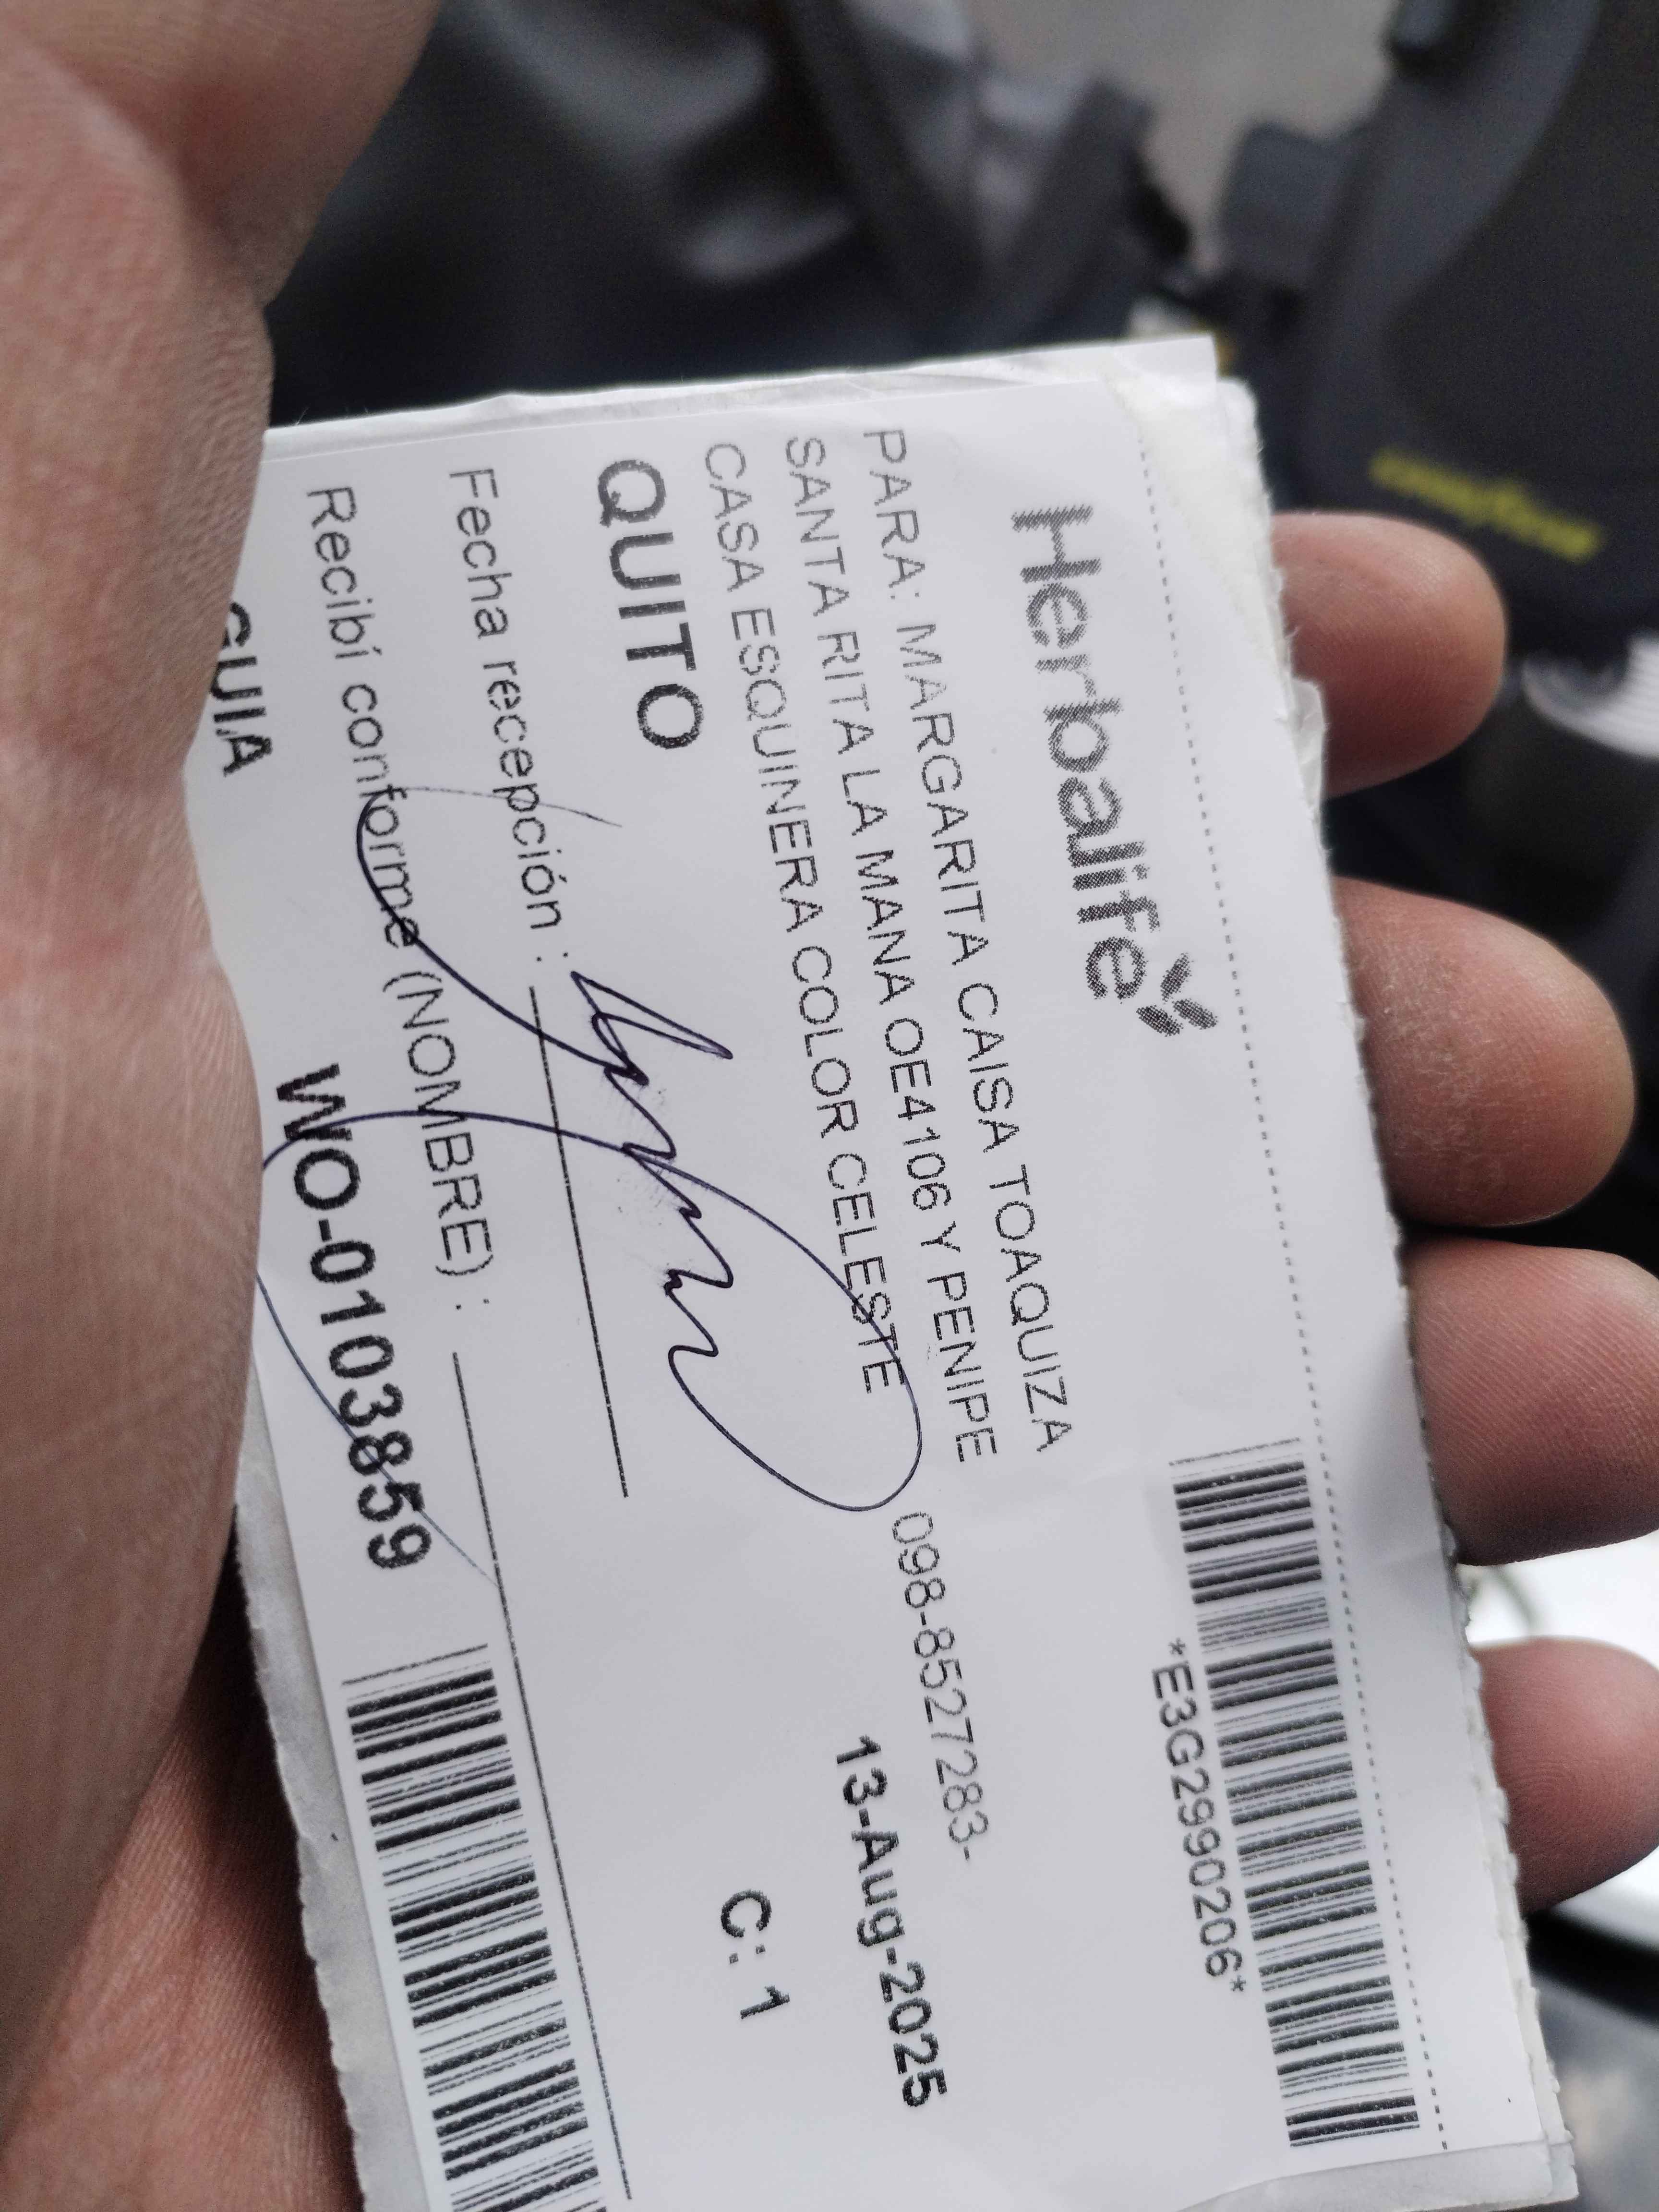 Herbalife
*E3G2990206*
PARA: MARGARITA CAISA TOAQUIZA
SANTA RITA LA MANA OE4106 Y PENIPE 098-8527283-
CASA ESQUINERA COLOR CELESTE 13-Aug-2025
QUITO C: 1
Fecha recepción :
Recibí conforme (NOMBRE) :
GUIA WO-0103859